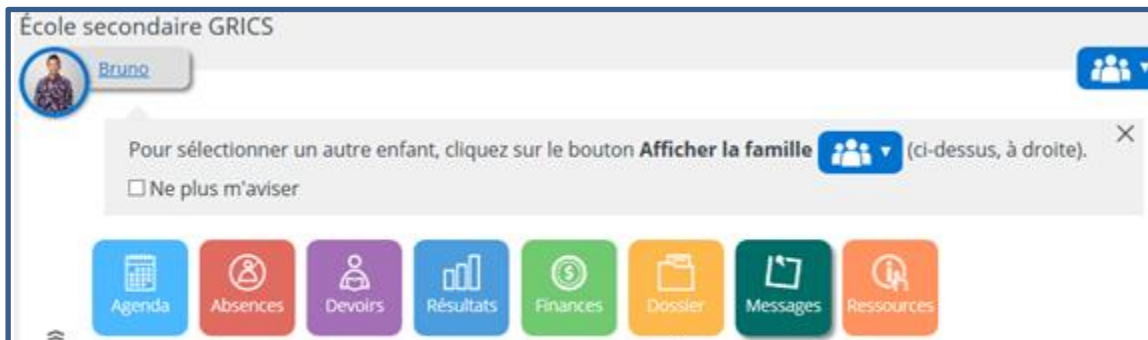 École secondaire GRICS
Bruno
Pour sélectionner un autre enfant, cliquez sur le bouton Afficher la famille (ci-dessus, à droite).
Ne plus m'aviser
Agenda Absences Devoirs Résultats Finances Dossier Messages Ressources